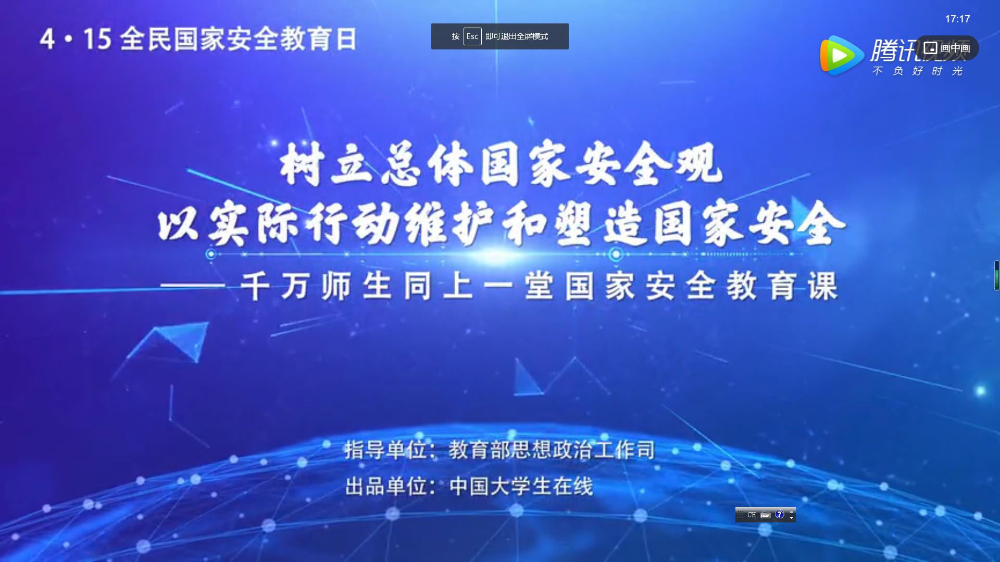 17:17
4·15 全民国家安全教育日
按 Esc 即可退出全屏模式
腾讯视频
画中画
不负好时光
树立总体国家安全观
以实际行动维护和塑造国家安全
——千万师生同上一堂国家安全教育课
指导单位：教育部思想政治工作司
出品单位：中国大学生在线
CH
?